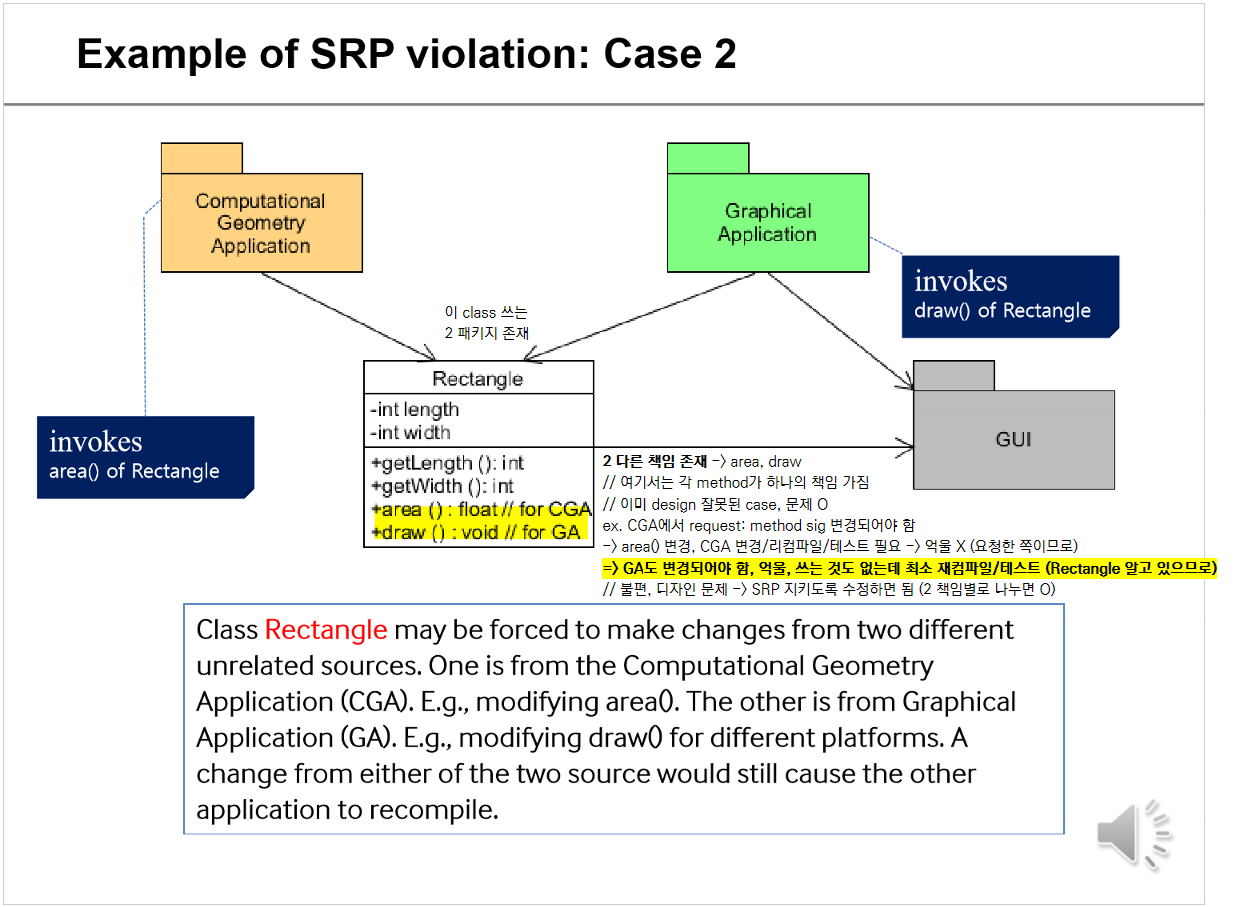 Example of SRP violation: Case 2
Computational
Geometry
Application
Graphical
Application
invokes
draw() of Rectangle
이 class 쓰는
2 패키지 존재
Rectangle
-int length
-int width
+getLength (): int
+getWidth (): int
+area () : float // for CGA
+draw () : void // for GA
GUI
invokes
area() of Rectangle
2 다른 책임 존재 -> area, draw
// 여기서는 각 method가 하나의 책임 가짐
// 이미 design 잘못된 case, 문제 O
ex. CGA에서 request: method sig 변경되어야 함
-> area() 변경, CGA 변경/리컴파일/테스트 필요 -> 억울 X (요청한 쪽이므로)
=> GA도 변경되어야 함, 억울, 쓰는 것도 없는데 최소 재컴파일/테스트 (Rectangle 알고 있으므로)
// 불편, 디자인 문제 -> SRP 지키도록 수정하면 됨 (2 책임별로 나누면 O)
Class Rectangle may be forced to make changes from two different
unrelated sources. One is from the Computational Geometry
Application (CGA). E.g., modifying area(). The other is from Graphical
Application (GA). E.g., modifying draw() for different platforms. A
change from either of the two source would still cause the other
application to recompile.